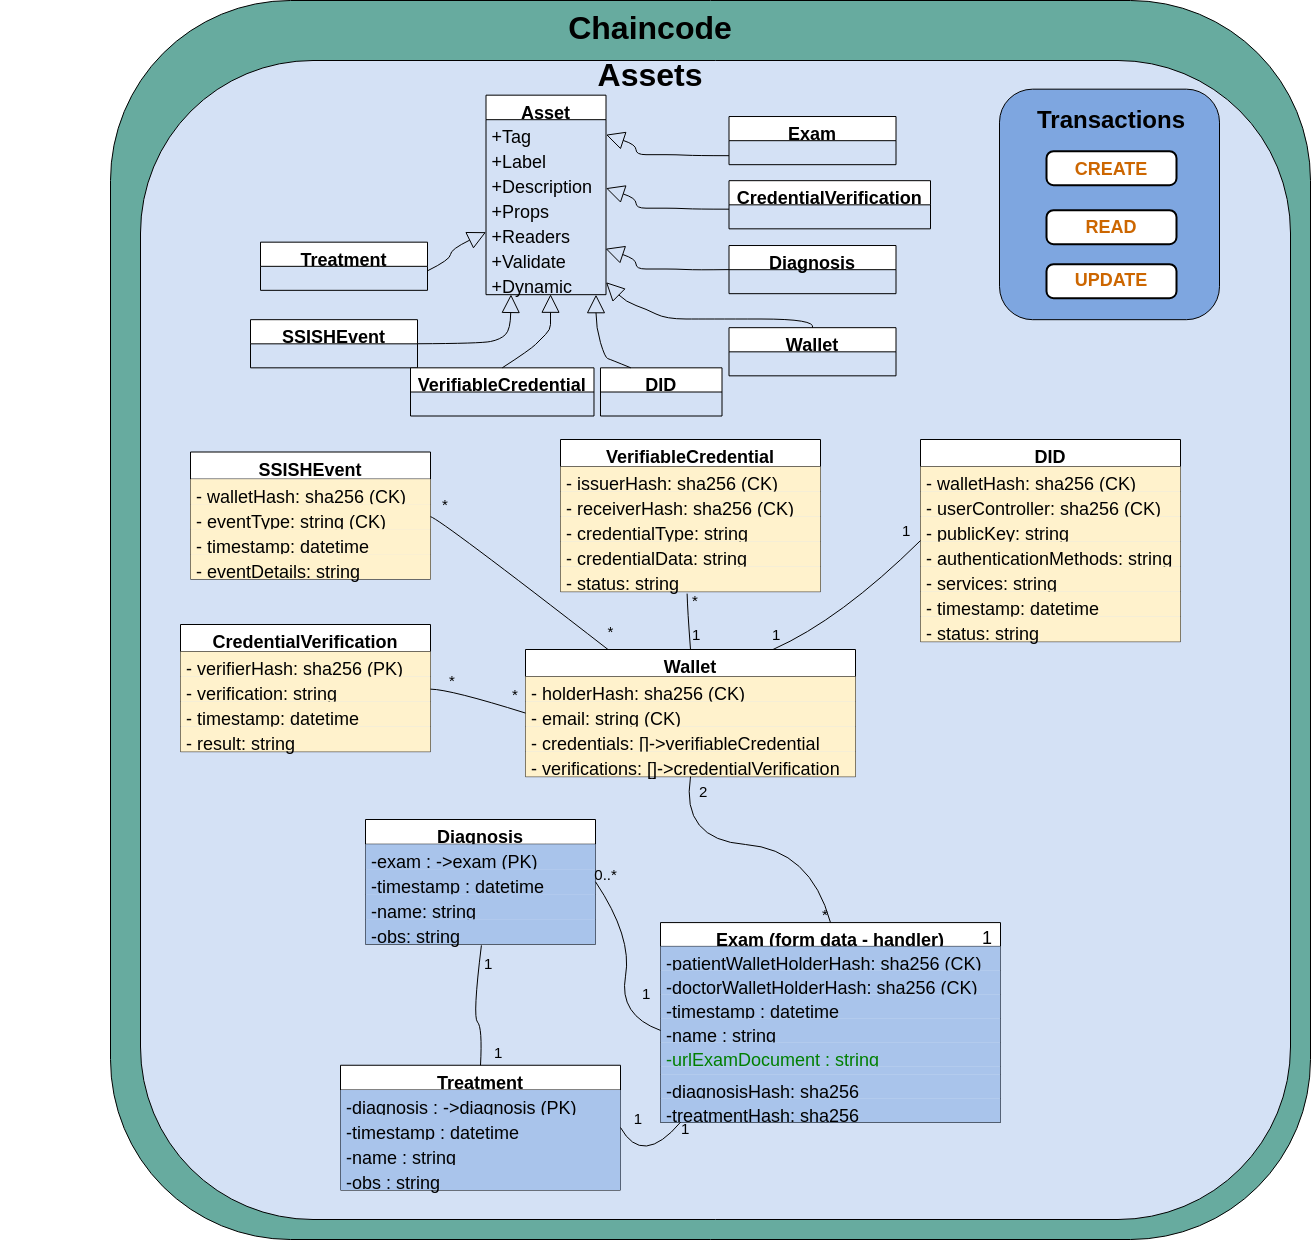 Chaincode
Assets
Asset
+Tag
+Label
+Description
+Props
+Readers
+Validate
+Dynamic
Exam
CredentialVerification
Diagnosis
Wallet
Treatment
SSISHEvent
VerifiableCredential
DID
Transactions
CREATE
READ
UPDATE
SSISHEvent
- walletHash: sha256 (CK)
- eventType: string (CK)
- timestamp: datetime
- eventDetails: string
*
*
VerifiableCredential
- issuerHash: sha256 (CK)
- receiverHash: sha256 (CK)
- credentialType: string
- credentialData: string
- status: string
*
1
DID
- walletHash: sha256 (CK)
- userController: sha256 (CK)
- publicKey: string
- authenticationMethods: string
- services: string
- timestamp: datetime
- status: string
1
1
CredentialVerification
- verifierHash: sha256 (PK)
- verification: string
- timestamp: datetime
- result: string
*
*
Wallet
- holderHash: sha256 (CK)
- email: string (CK)
- credentials: []->verifiableCredential
- verifications: []->credentialVerification
2
*
Diagnosis
-exam : ->exam (PK)
-timestamp : datetime
-name: string
-obs: string
0..*
1
1
1
Exam (form data - handler)
1
-patientWalletHolderHash: sha256 (CK)
-doctorWalletHolderHash: sha256 (CK)
-timestamp : datetime
-name : string
-urlExamDocument : string
-diagnosisHash: sha256
-treatmentHash: sha256
Treatment
-diagnosis : ->diagnosis (PK)
-timestamp : datetime
-name : string
-obs : string
1
1